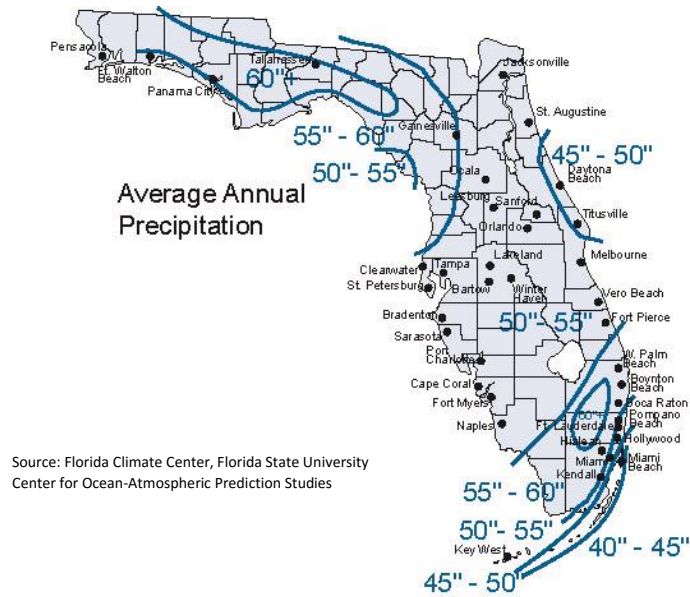 Pensacola
Ft. Walton
Beach
Panama City
Tallahassee
60"+
Jacksonville
St. Augustine
55" - 60"
Gainesville
50"- 55"
45" - 50"
Daytona
Beach
Ocala
Leesburg
Sanford
Orlando
Titusville
Average Annual
Precipitation
Melbourne
Clearwater
Tampa
Lakeland
St. Petersburg
Bartow
Winter
Haven
Vero Beach
50"- 55"
Bradenton
Fort Pierce
Sarasota
Port
Charlotte
W. Palm
Beach
Cape Coral
Boynton
Beach
Fort Myers
Boca Raton
60"+
Pompano
Beach
Naples
Ft. Lauderdale
Hollywood
Hialeah
Miami
Miami
Beach
Kendall
Source: Florida Climate Center, Florida State University
Center for Ocean-Atmospheric Prediction Studies
55" - 60"
50"- 55"
Key West
40" - 45"
45" - 50"